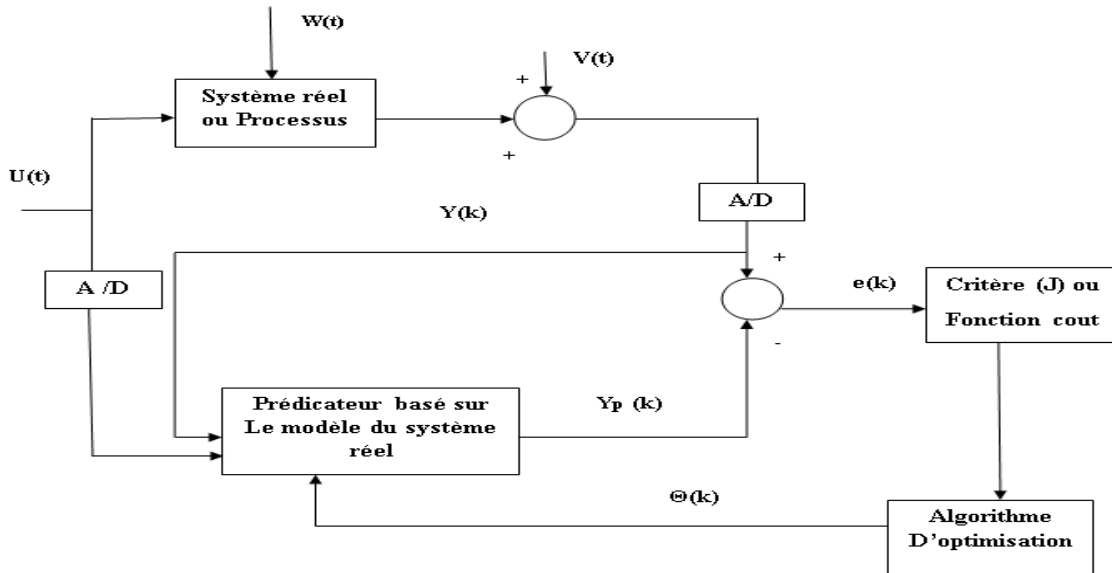 W(t)
V(t)
+
Système réel
ou Processus
+
U(t)
A/D
Y(k)
+
A /D
e(k)
Critère (J) ou
Fonction cout
-
Prédicateur basé sur
Le modèle du système
réel
Yp (k)
Θ(k)
Algorithme
D'optimisation